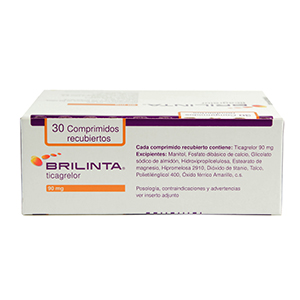 30 Comprimidos
recubiertos
BRILINTA®
ticagrelor
90 mg
Cada comprimido recubierto contiene: Ticagrelor 90 mg
Excipientes: Manitol, Fosfato dibásico de calcio, Glicolato
sódico de almidón, Hidroxipropilcelulosa, Estearato de
magnesio, Hipromelosa 2910, Dióxido de titanio, Talco,
Polietilenglicol 400, Óxido férrico Amarillo, c.s.
Posología, contraindicaciones y advertencias
ver inserto adjunto